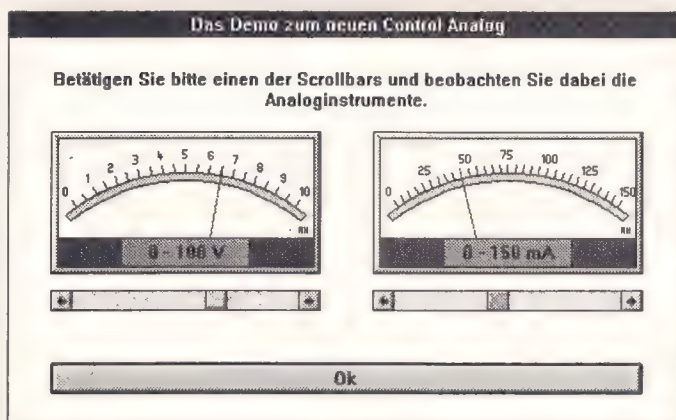 Das Demo zum neuen Control Analog
Betätigen Sie bitte einen der Scrollbars und beobachten Sie dabei die
Analoginstrumente.
0 1 2 3 4 5 6 7 8 9 10
0 - 100 V
0 25 50 75 100 125 150
0 - 150 mA
Ok